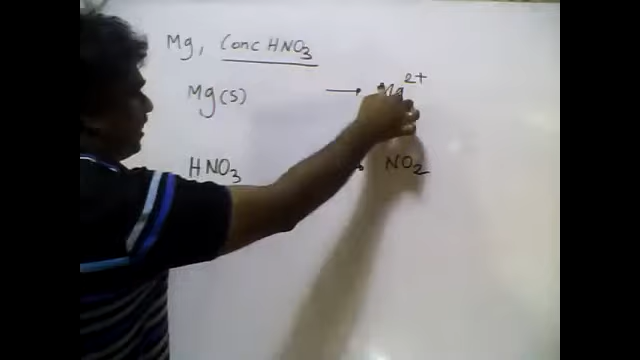 Mg, Conc HNO3
Mg(s) → Mg2+
HNO3 → NO2